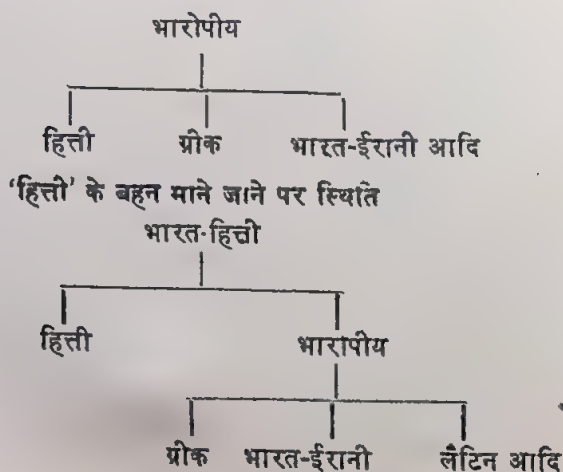 भारोपीय
हित्ती ग्रीक भारत-ईरानी आदि
'हित्ती' के बहन माने जाने पर स्थिति
भारत-हित्ती
हित्ती भारोपीय
ग्रीक भारत-ईरानी लैटिन आदि